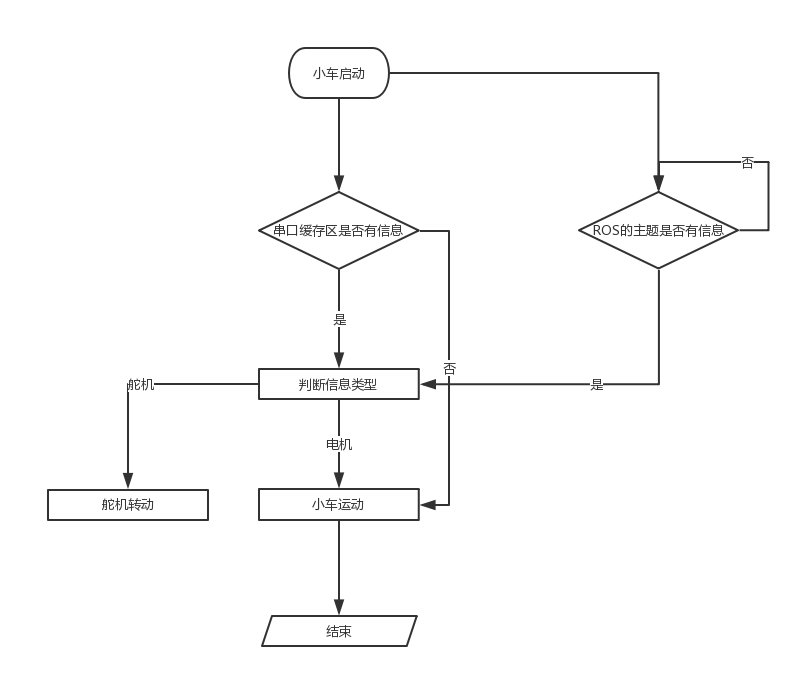 小车启动
否
串口缓存区是否有信息
ROS的主题是否有信息
是
否
舵机
判断信息类型
是
电机
舵机转动
小车运动
结束